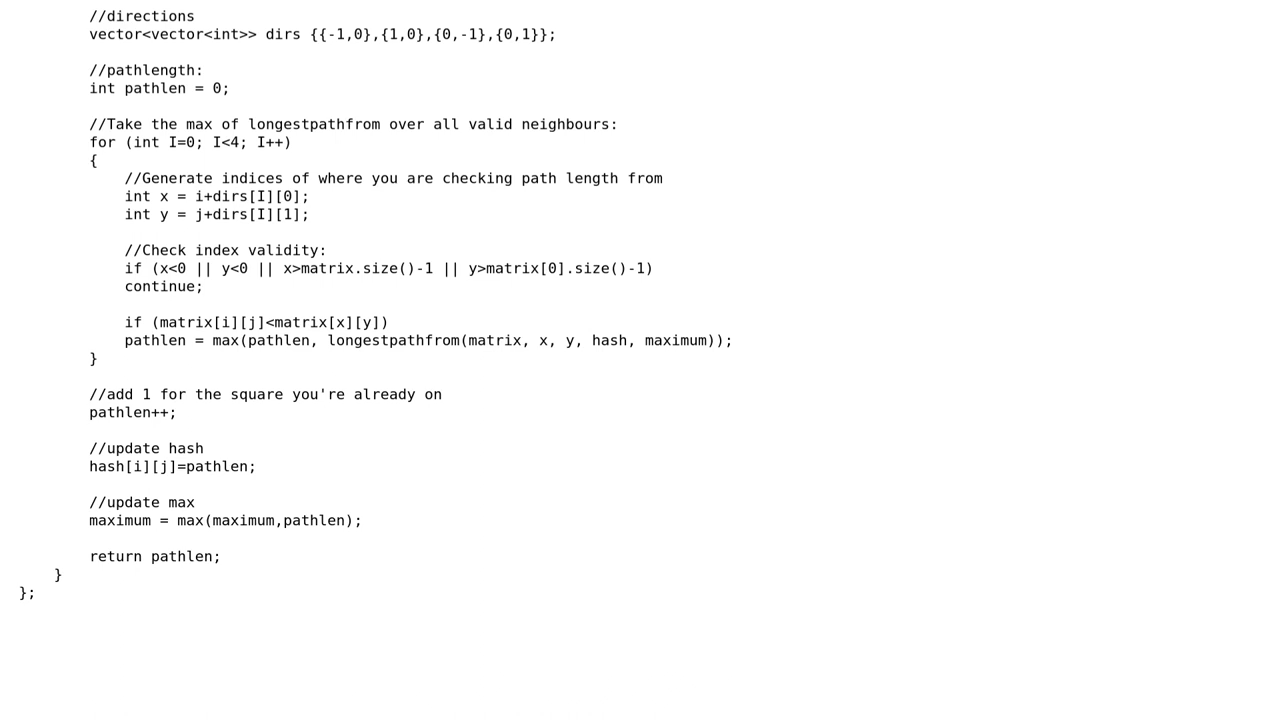 //directions
vector<vector<int>> dirs {{-1,0},{1,0},{0,-1},{0,1}};
//pathlength:
int pathlen = 0;
//Take the max of longestpathfrom over all valid neighbours:
for (int I=0; I<4; I++)
{
//Generate indices of where you are checking path length from
int x = i+dirs[I][0];
int y = j+dirs[I][1];
//Check index validity:
if (x<0 || y<0 || x>matrix.size()-1 || y>matrix[0].size()-1)
continue;
if (matrix[i][j]<matrix[x][y])
pathlen = max(pathlen, longestpathfrom(matrix, x, y, hash, maximum));
}
//add 1 for the square you're already on
pathlen++;
//update hash
hash[i][j]=pathlen;
//update max
maximum = max(maximum,pathlen);
return pathlen;
}
};